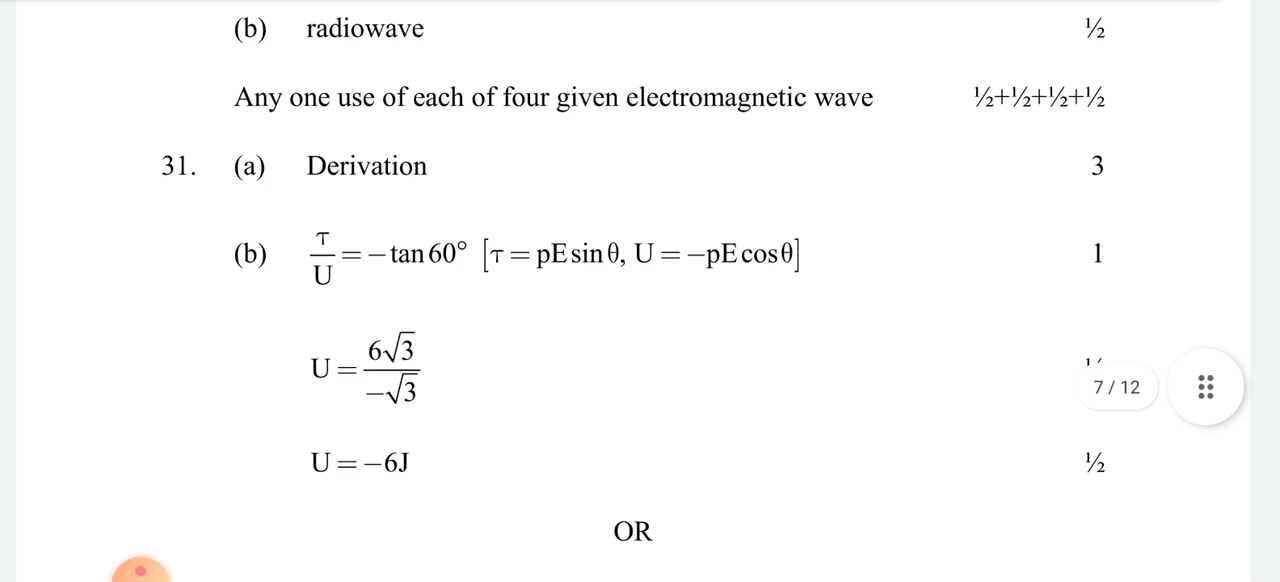 (b) radiowave ½
Any one use of each of four given electromagnetic wave ½+½+½+½
31. (a) Derivation 3
(b) τ/U = −tan 60° [τ = pE sin θ, U = −pE cos θ] 1
U = 6√3/−√3
7 / 12
U = −6J ½
OR